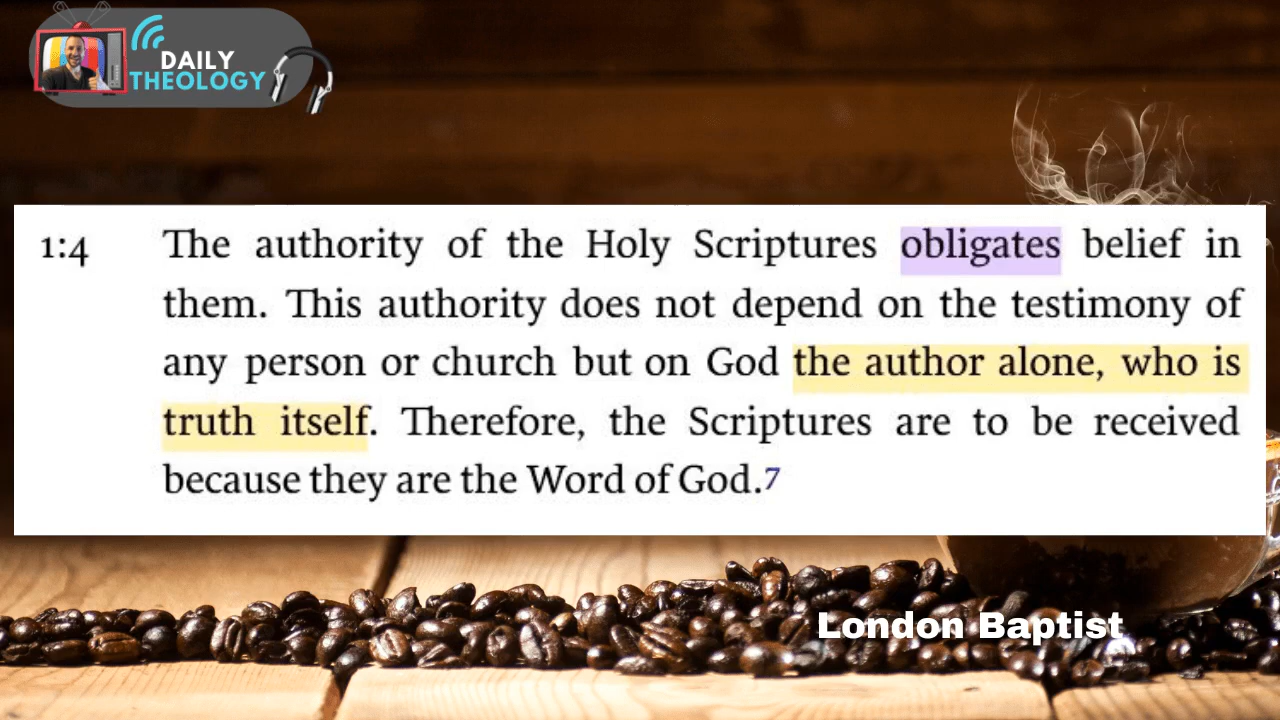 DAILY
THEOLOGY
1:4 The authority of the Holy Scriptures obligates belief in
them. This authority does not depend on the testimony of
any person or church but on God the author alone, who is
truth itself. Therefore, the Scriptures are to be received
because they are the Word of God.7
London Baptist